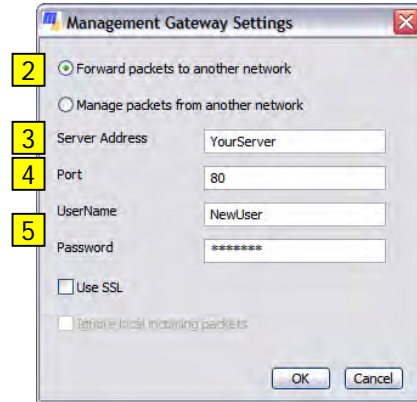 Management Gateway Settings
2 Forward packets to another network
Manage packets from another network
3 Server Address YourServer
4 Port 80
UserName NewUser
5
Password *******
Use SSL
Ignore local incoming packets
OK Cancel